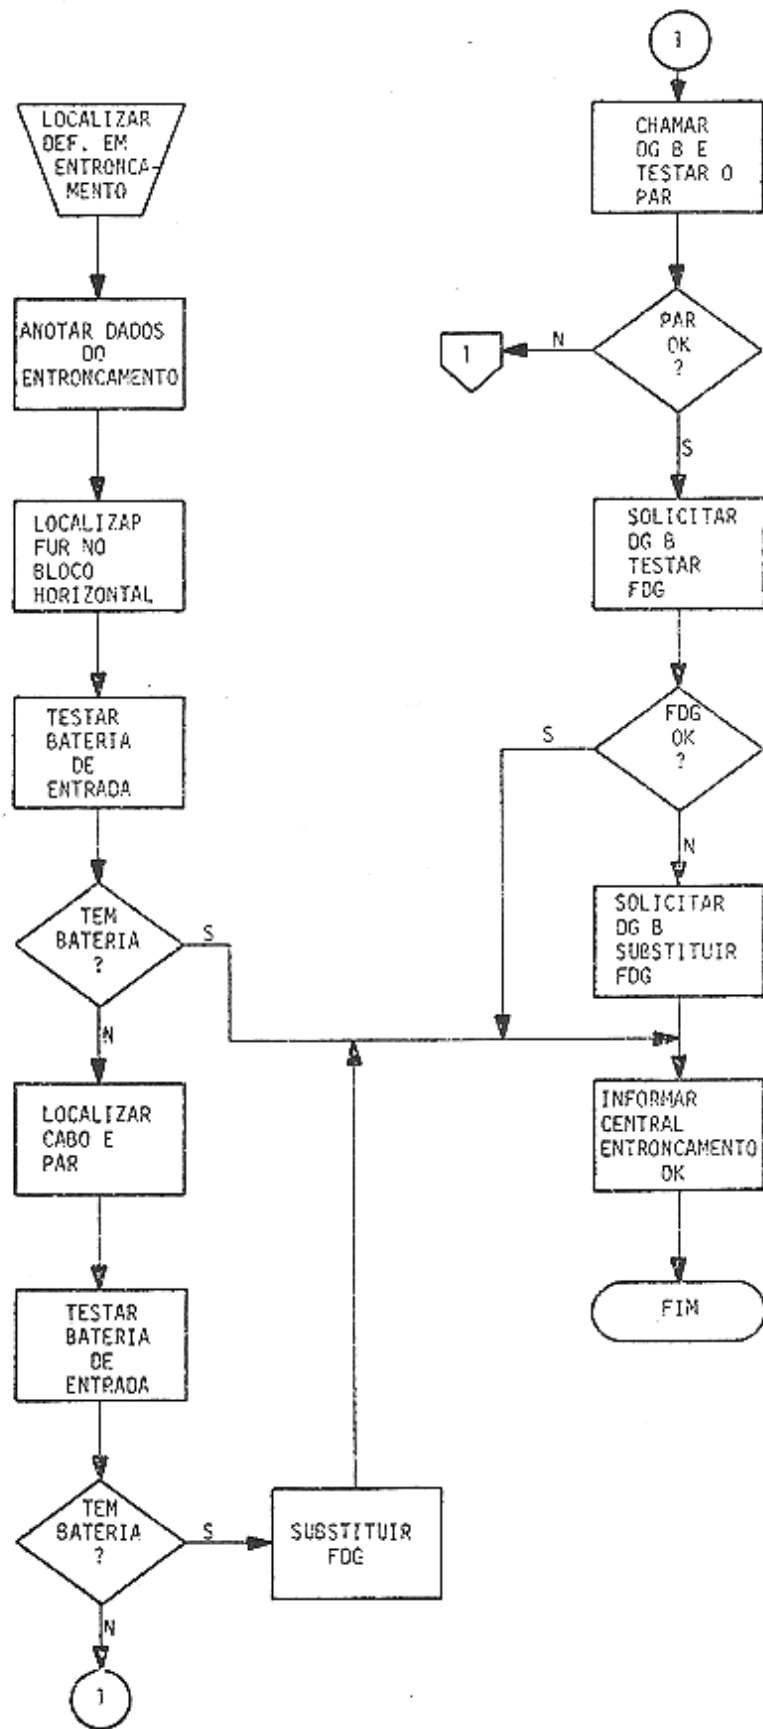 LOCALIZAR
DEF. EM
ENTRONCA-
MENTO
ANOTAR DADOS
DO
ENTRONCAMENTO
LOCALIZAP
FUR NO
BLOCO
HORIZONTAL
TESTAR
BATERIA
DE
ENTRADA
TEM
BATERIA
?
S
N
LOCALIZAR
CABO E
PAR
TESTAR
BATERIA
DE
ENTRADA
TEM
BATERIA
?
S
N
1
SUBSTITUIR
FDG
1
CHAMAR
DG B E
TESTAR O
PAR
PAR
OK
?
N
1
S
SOLICITAR
DG B
TESTAR
FDG
FDG
OK
?
S
N
SOLICITAR
DG B
SUBSTITUIR
FDG
INFORMAR
CENTRAL
ENTRONCAMENTO
OK
FIM